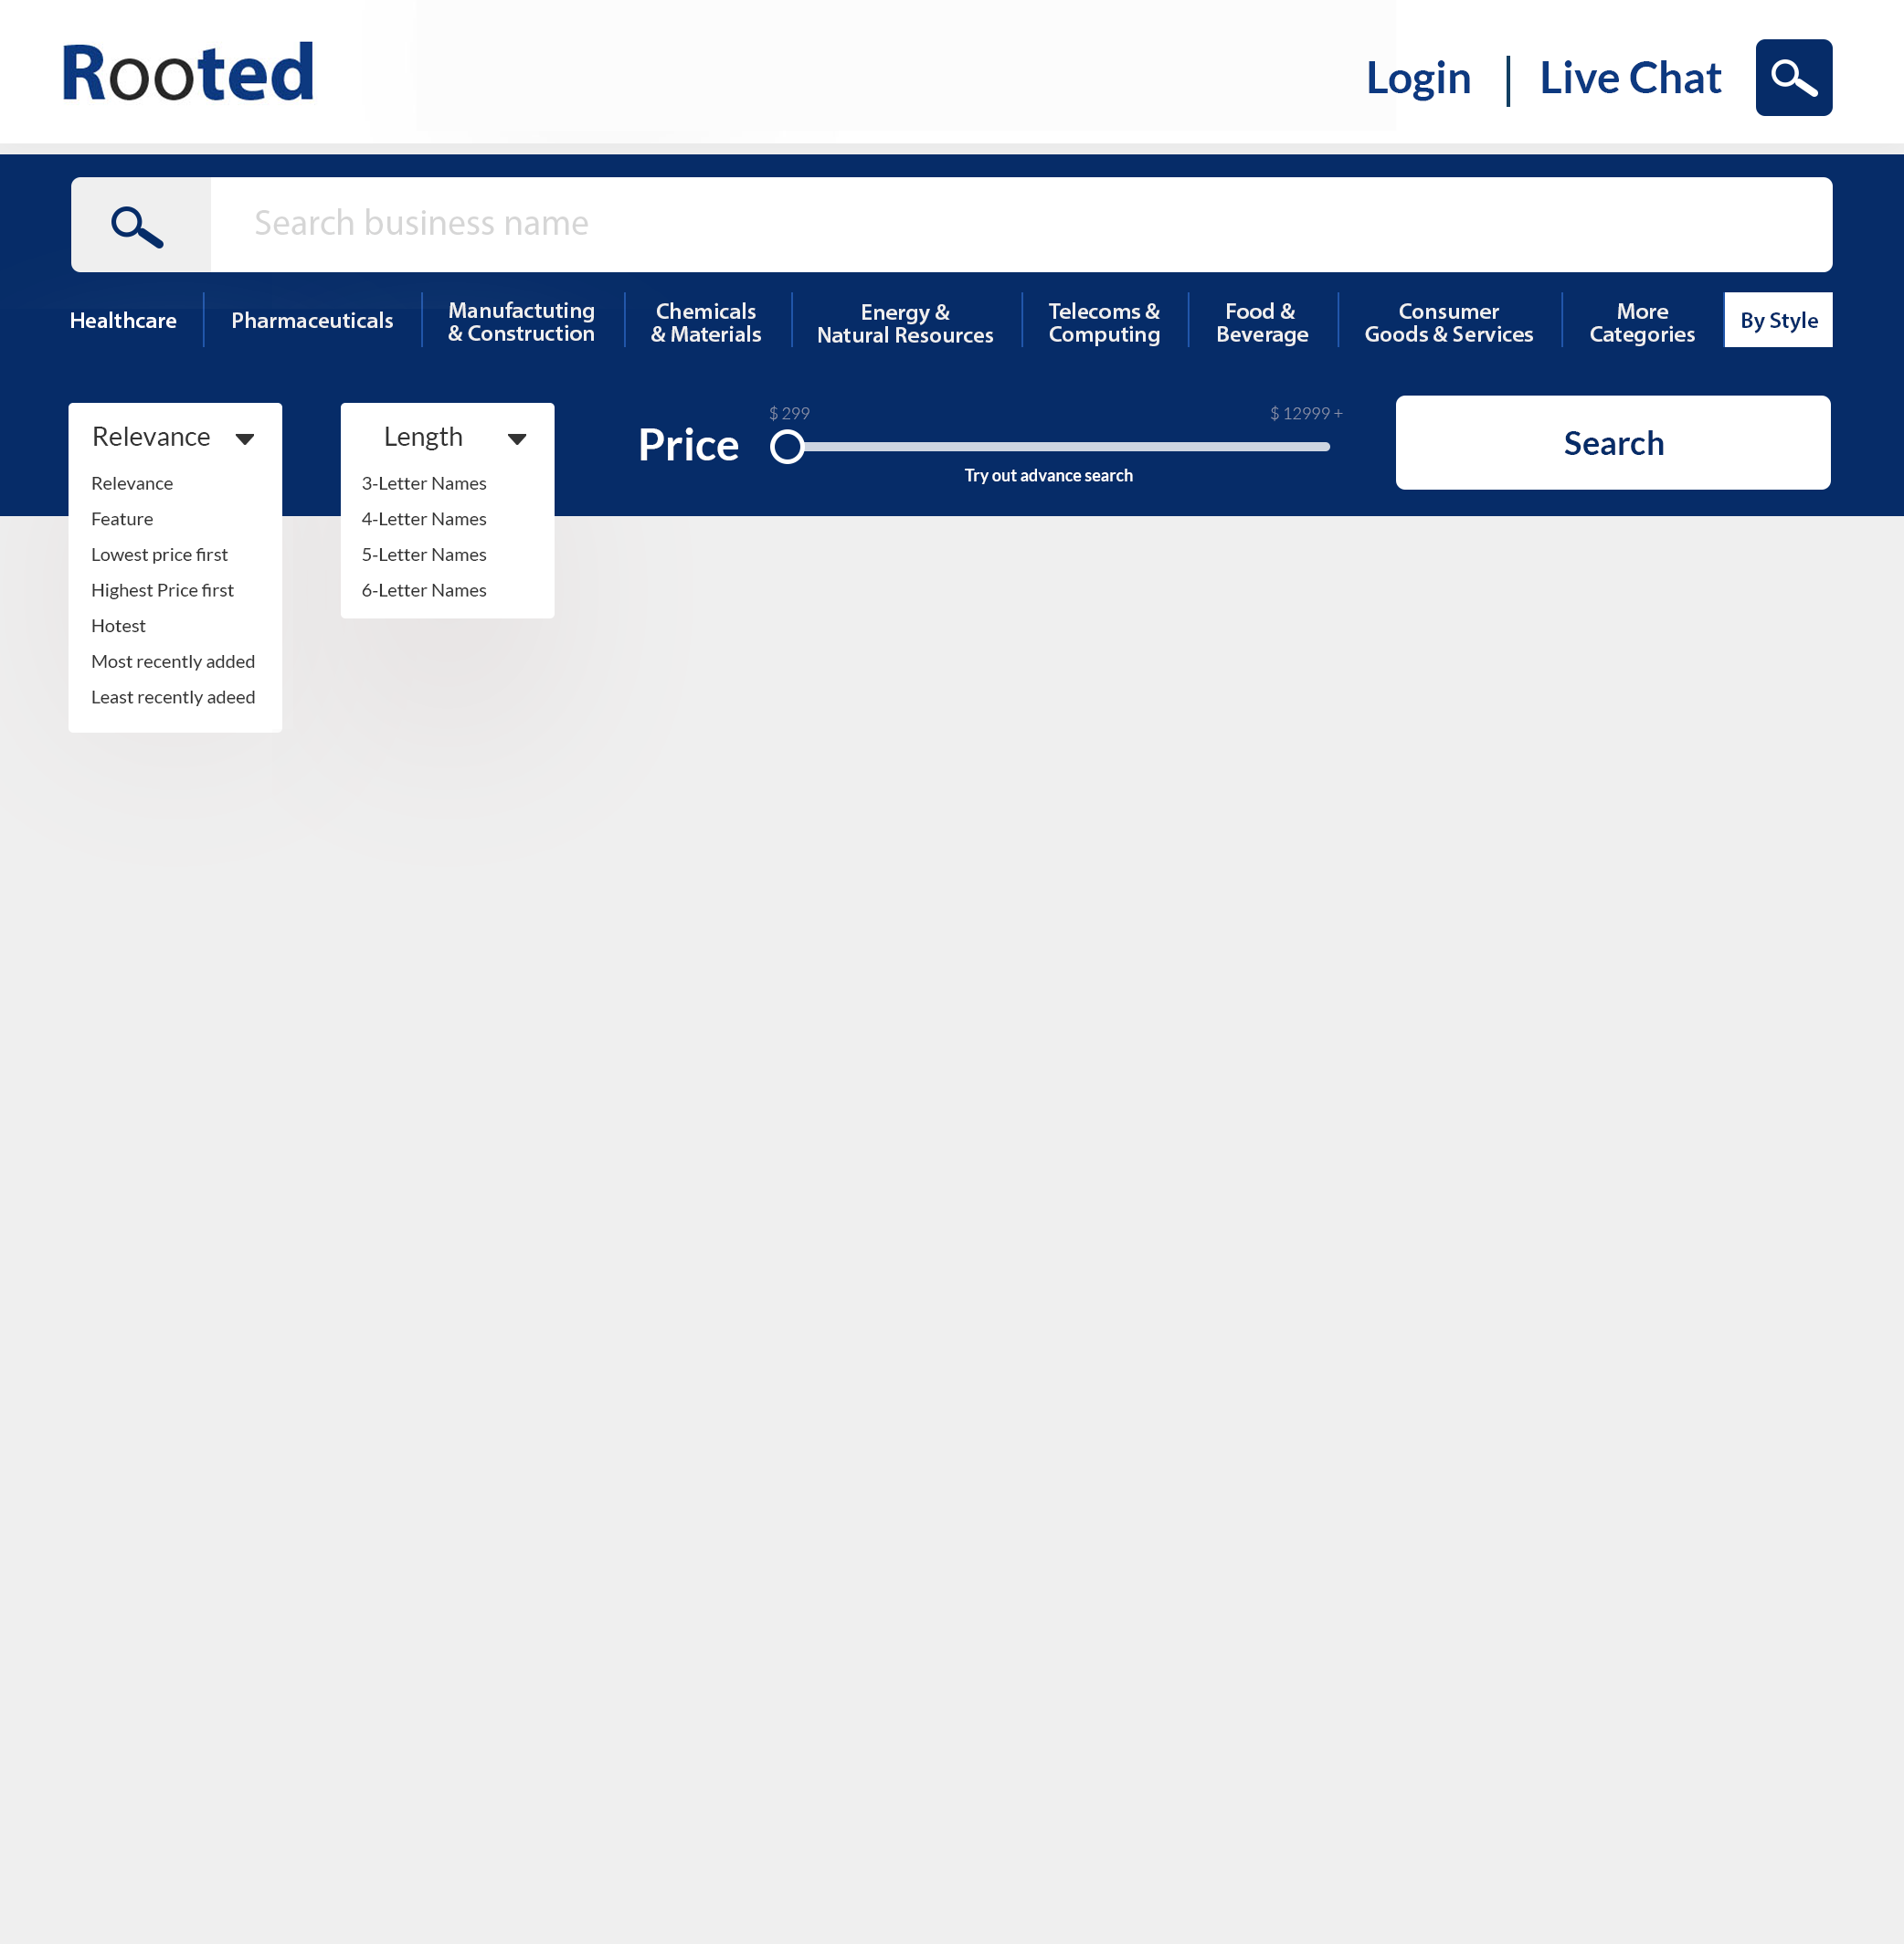 Rooted
Login | Live Chat
Search business name
Healthcare
Pharmaceuticals
Manufactuting
& Construction
Chemicals
& Materials
Energy &
Natural Resources
Telecoms &
Computing
Food &
Beverage
Consumer
Goods & Services
More
Categories
By Style
Relevance
Relevance
Feature
Lowest price first
Highest Price first
Hotest
Most recently added
Least recently adeed
Length
3-Letter Names
4-Letter Names
5-Letter Names
6-Letter Names
Price
$ 299
$ 12999 +
Try out advance search
Search